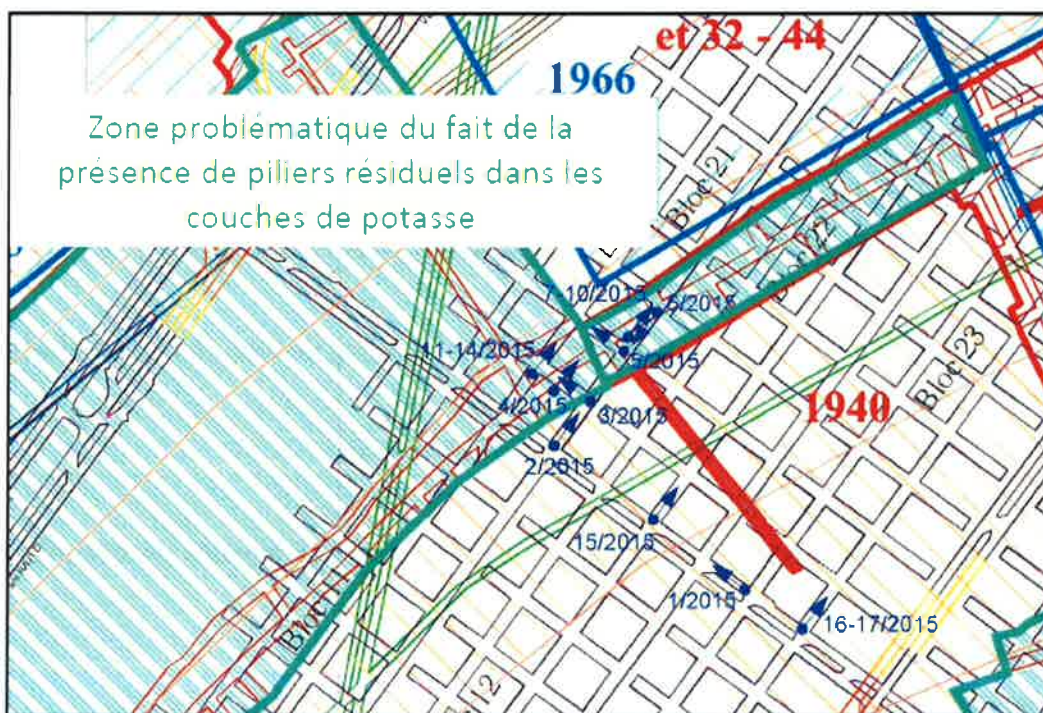 et 32 - 44
1966
Zone problématique du fait de la
présence de piliers résiduels dans les
couches de potasse
Bloc 21
Bloc 22
7-10/2015
6/2015
11-14/2015
5/2015
Bloc 23
4/2015
3/2015
1940
2/2015
15/2015
Bloc 11
1/2015
16-17/2015